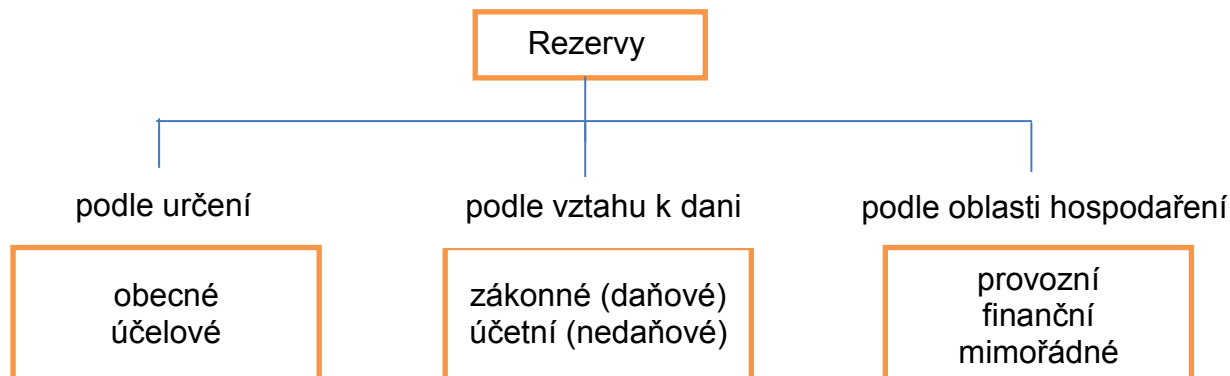 Rezervy
podle určení
podle vztahu k dani
podle oblasti hospodaření
obecné
účelové
zákonné (daňové)
účetní (nedaňové)
provozní
finanční
mimořádné